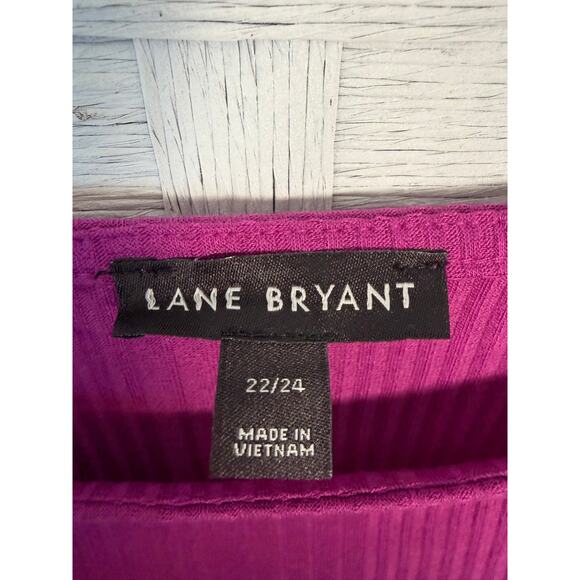 LANE BRYANT
22/24
MADE IN
VIETNAM